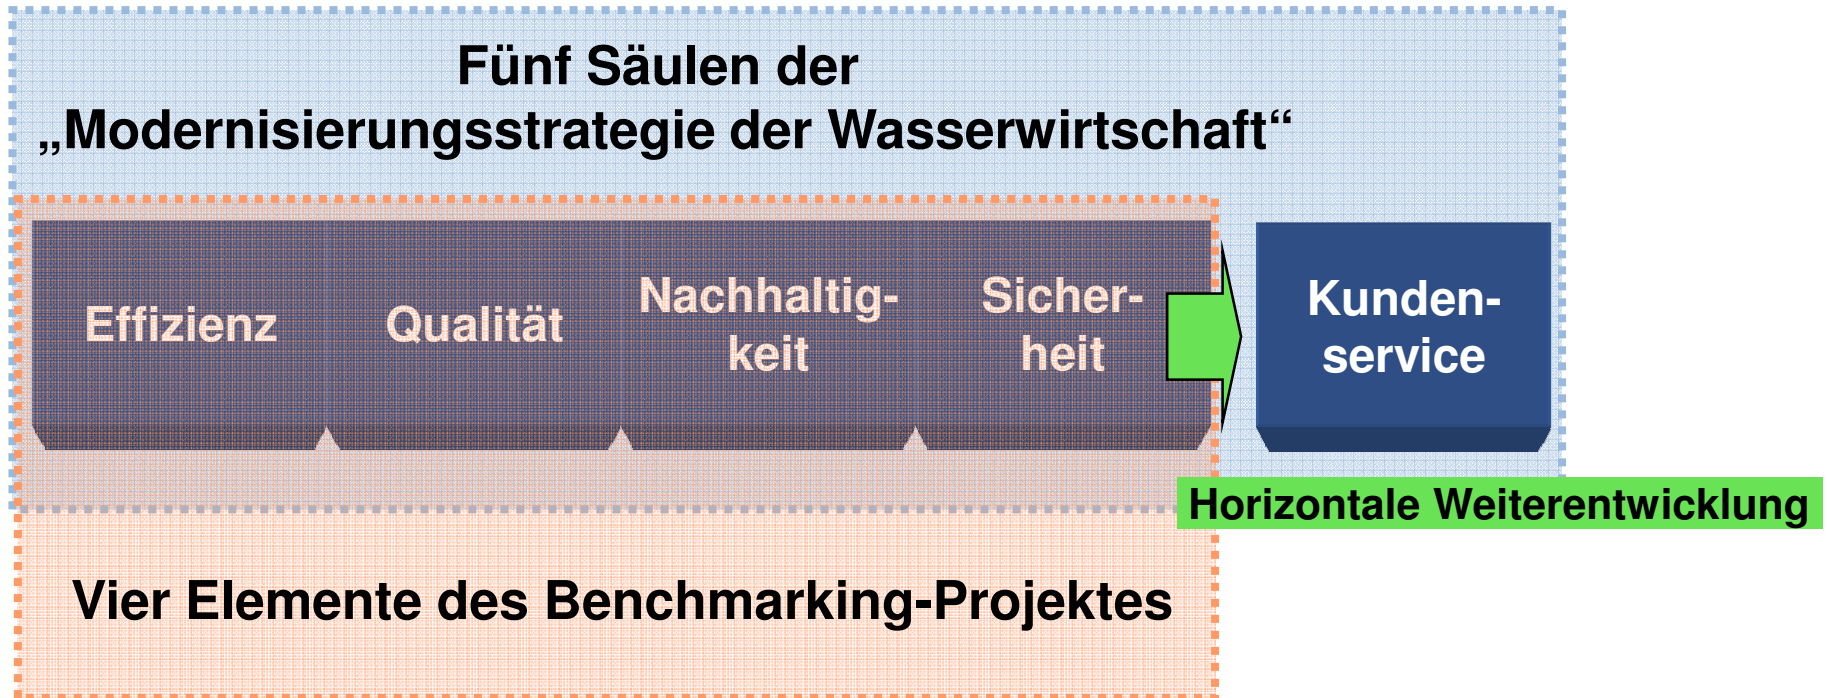 Fünf Säulen der
„Modernisierungsstrategie der Wasserwirtschaft“
Effizienz
Qualität
Nachhaltig-
keit
Sicher-
heit
Kunden-
service
Horizontale Weiterentwicklung
Vier Elemente des Benchmarking-Projektes